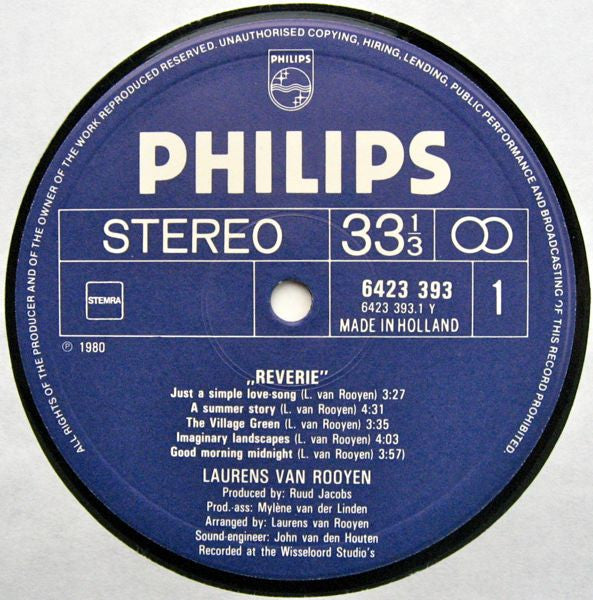 ALL RIGHTS OF THE PRODUCER AND OF THE OWNER OF THE WORK REPRODUCED RESERVED. UNAUTHORISED COPYING, HIRING, LENDING, PUBLIC PERFORMANCE AND BROADCASTING OF THIS RECORD PROHIBITED.
PHILIPS
PHILIPS
STEREO 33 1/3
STEMRA
6423 393
6423 393.1 Y
MADE IN HOLLAND
1
℗ 1980
„REVERIE"
Just a simple love-song (L. van Rooyen) 3:27
A summer story (L. van Rooyen) 4:31
The Village Green (L. van Rooyen) 3:35
Imaginary landscapes (L. van Rooyen) 4:03
Good morning midnight (L. van Rooyen) 3:57)
LAURENS VAN ROOYEN
Produced by: Ruud Jacobs
Prod.-ass: Mylène van der Linden
Arranged by: Laurens van Rooyen
Sound-engineer: John van den Houten
Recorded at the Wisseloord Studio's